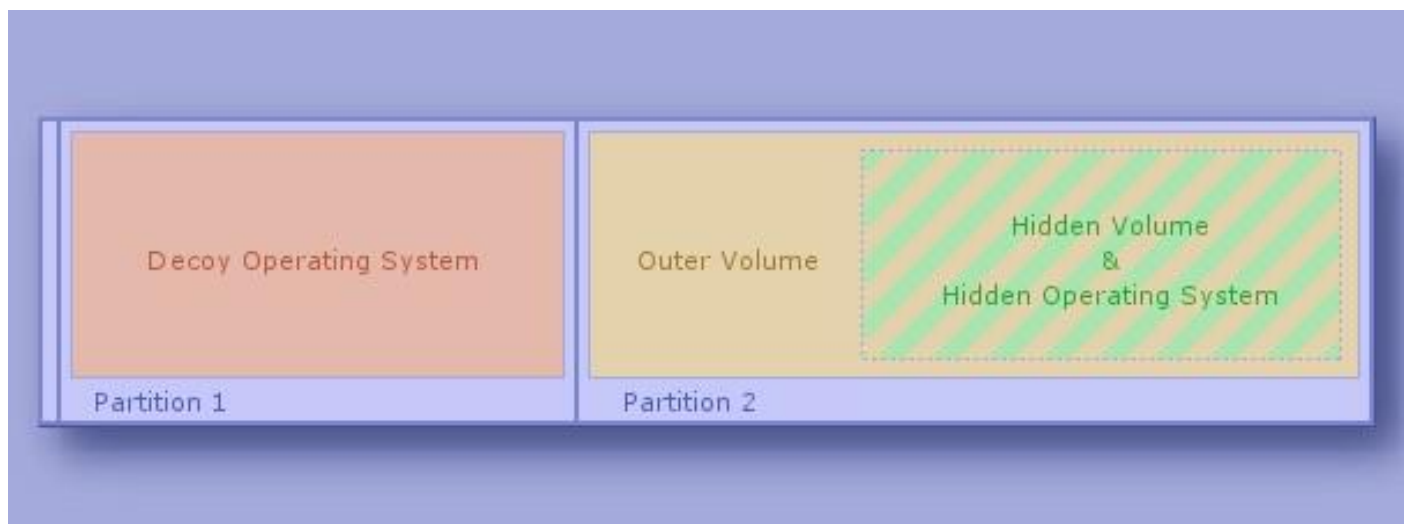 Decoy Operating System
Outer Volume
Hidden Volume
&
Hidden Operating System
Partition 1
Partition 2